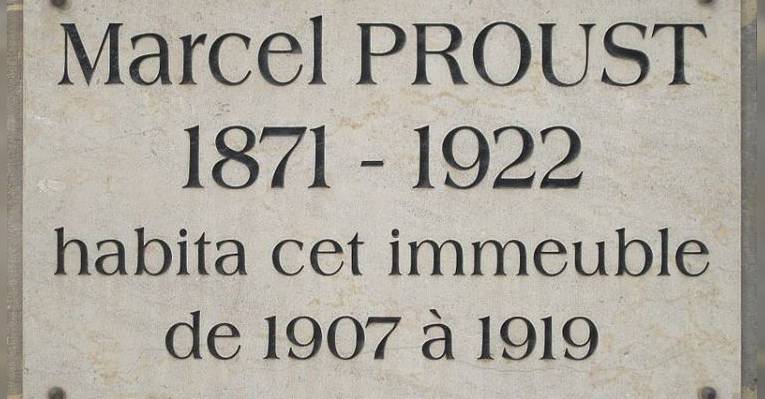 Marcel PROUST
1871 - 1922
habita cet immeuble
de 1907 à 1919